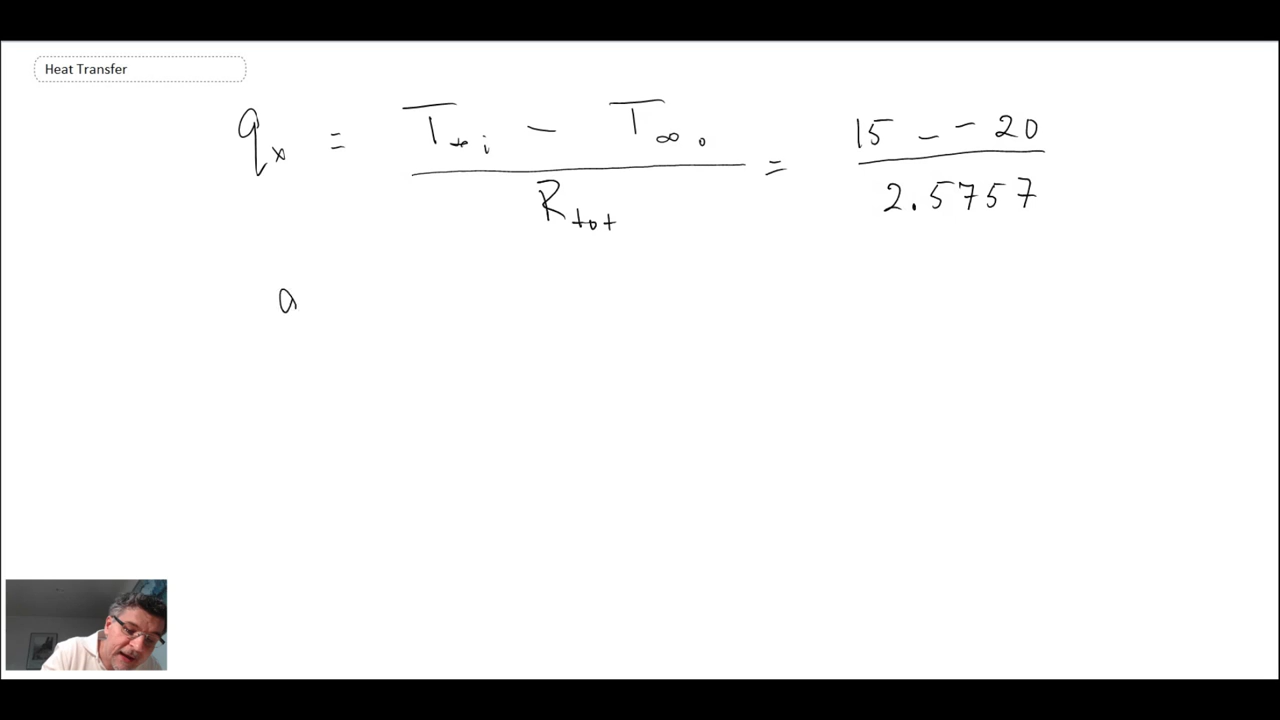 Heat Transfer
qx = T∞i - T∞o / Rtot = 15 - -20 / 2.5757
q